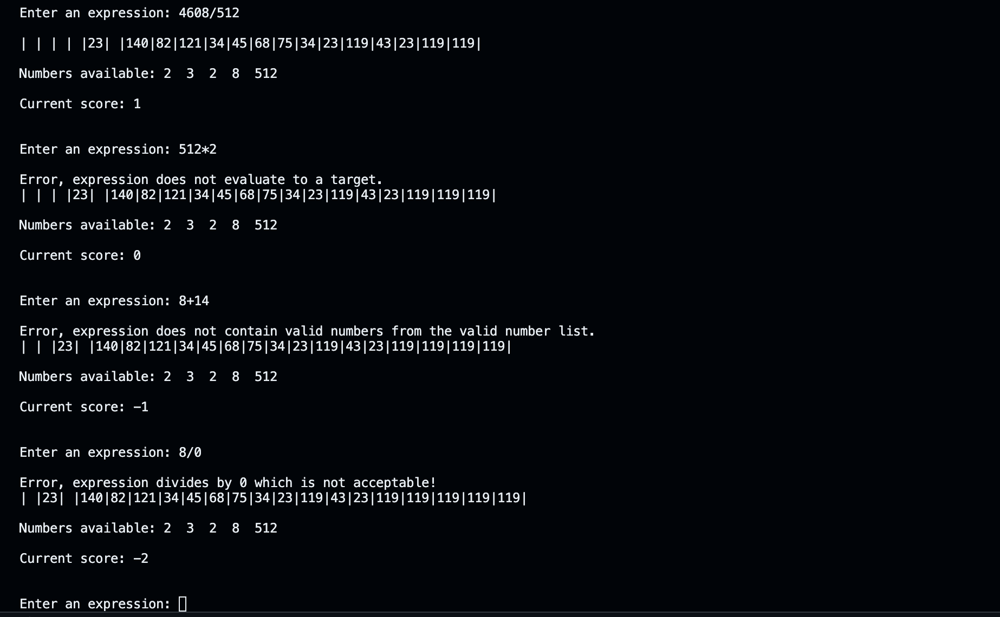 Enter an expression: 4608/512
| | | | |23| |140|82|121|34|45|68|75|34|23|119|43|23|119|119|
Numbers available: 2  3  2  8  512
Current score: 1
Enter an expression: 512*2
Error, expression does not evaluate to a target.
| | | |23| |140|82|121|34|45|68|75|34|23|119|43|23|119|119|119|
Numbers available: 2  3  2  8  512
Current score: 0
Enter an expression: 8+14
Error, expression does not contain valid numbers from the valid number list.
| | |23| |140|82|121|34|45|68|75|34|23|119|43|23|119|119|119|119|
Numbers available: 2  3  2  8  512
Current score: -1
Enter an expression: 8/0
Error, expression divides by 0 which is not acceptable!
| |23| |140|82|121|34|45|68|75|34|23|119|43|23|119|119|119|119|119|
Numbers available: 2  3  2  8  512
Current score: -2
Enter an expression: